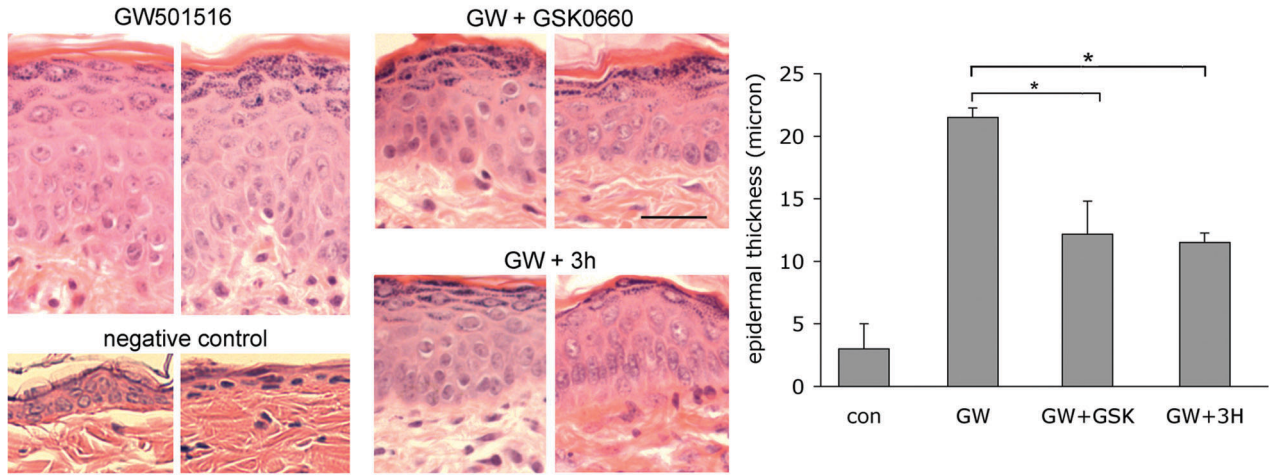 GW501516
GW + GSK0660
negative control
GW + 3h
epidermal thickness (micron)
25
20
15
10
5
0
*
*
con
GW
GW+GSK
GW+3H